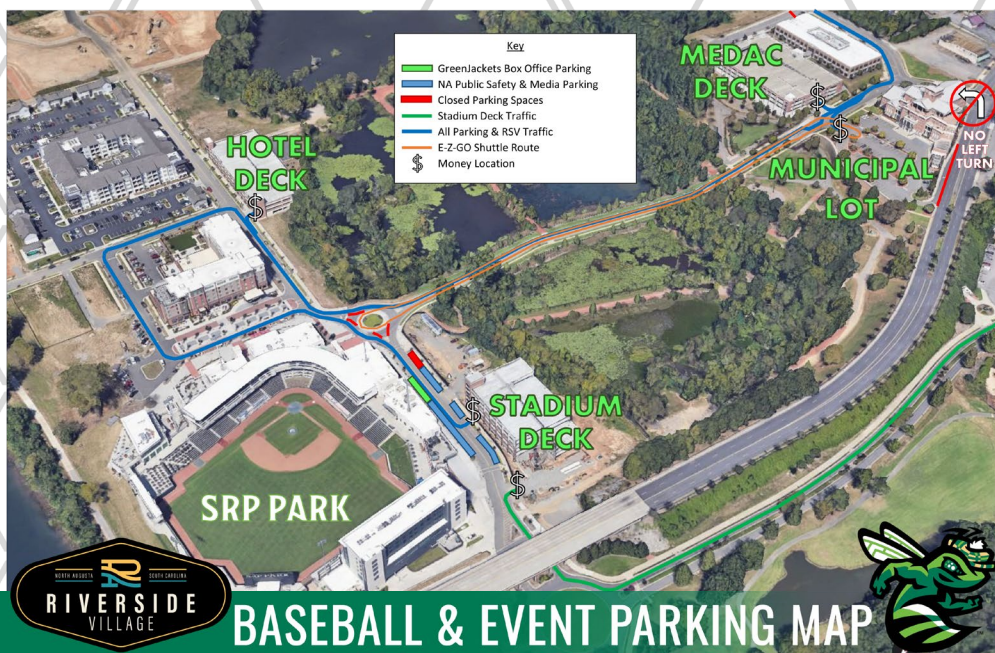 Key
GreenJackets Box Office Parking
NA Public Safety & Media Parking
Closed Parking Spaces
Stadium Deck Traffic
All Parking & RSV Traffic
E-Z-GO Shuttle Route
$ Money Location
MEDAC
DECK
$
$
NO
LEFT
TURN
HOTEL
DECK
$
MUNICIPAL
LOT
$
STADIUM
DECK
$
SRP PARK
NORTH AUGUSTA SOUTH CAROLINA
RIVERSIDE
VILLAGE
BASEBALL & EVENT PARKING MAP